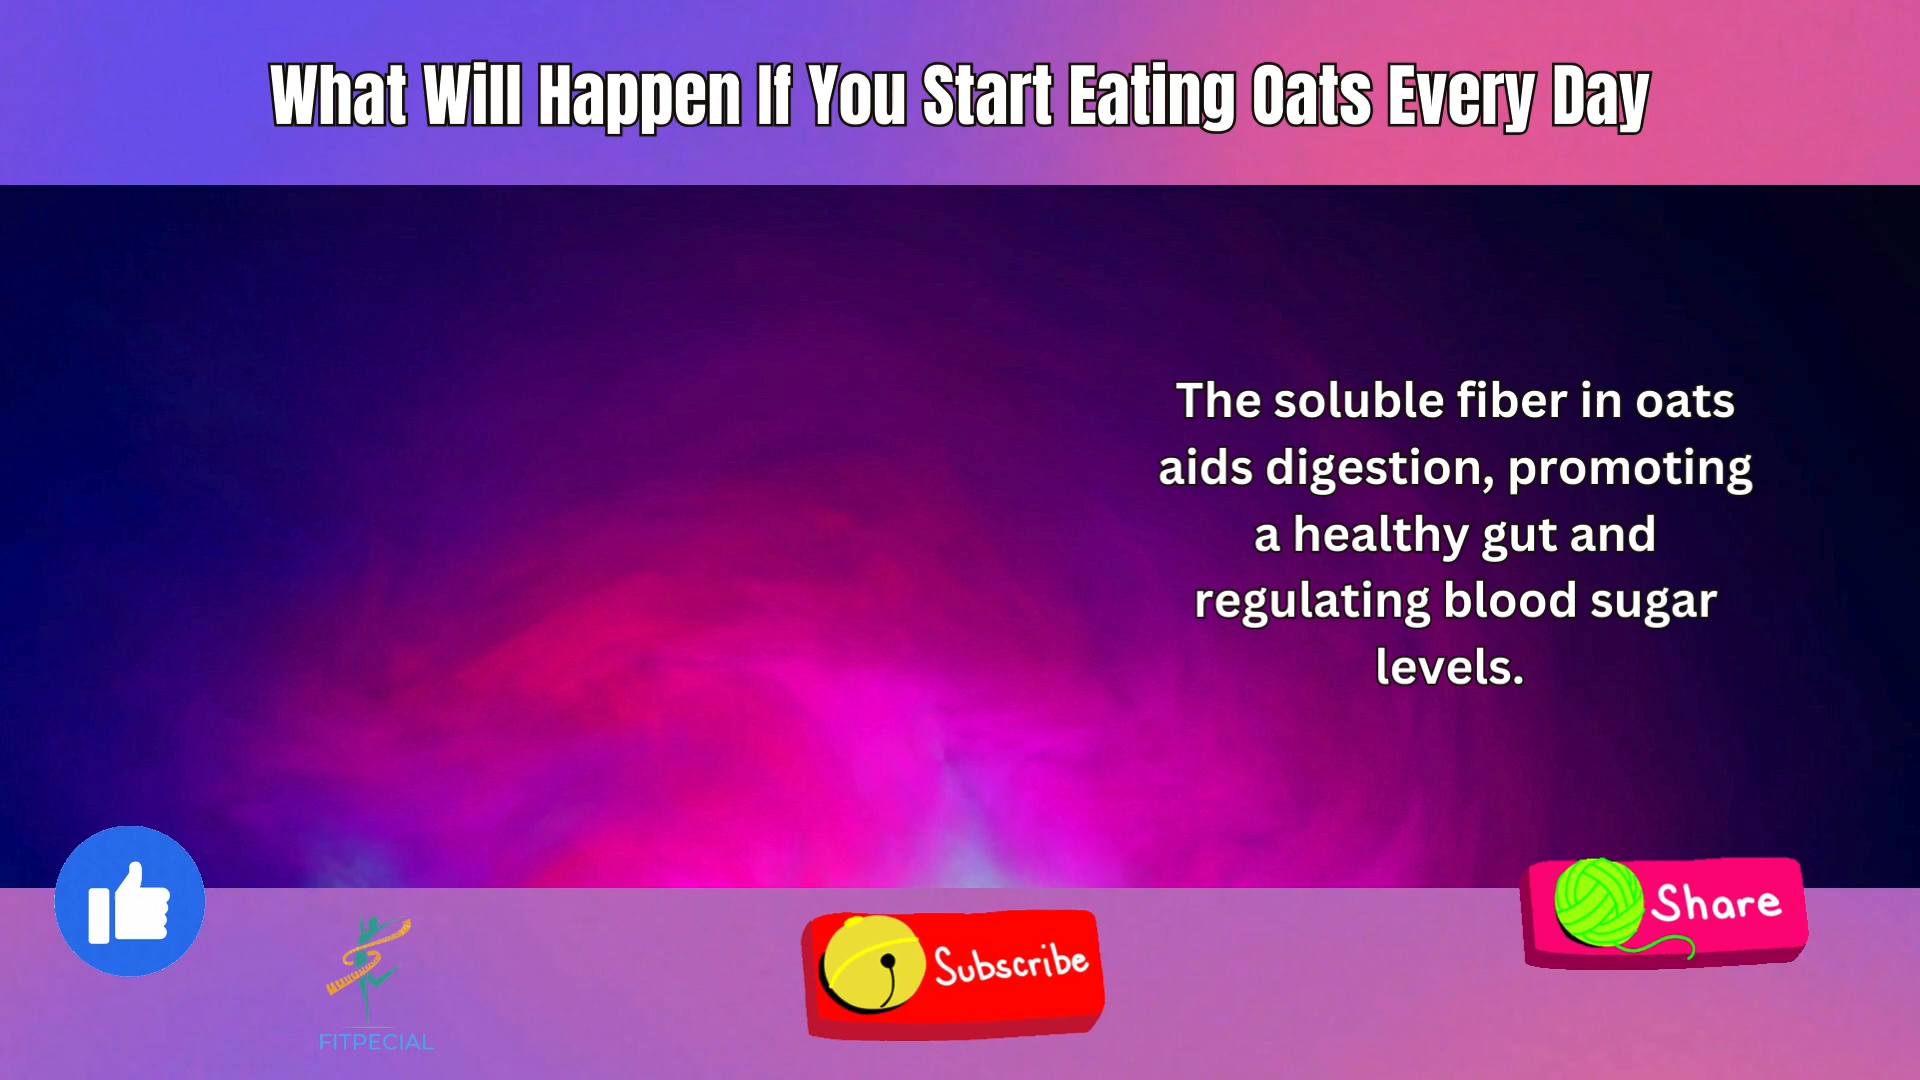 What Will Happen If You Start Eating Oats Every Day
The soluble fiber in oats
aids digestion, promoting
a healthy gut and
regulating blood sugar
levels.
Share
Subscribe
FITPECIAL